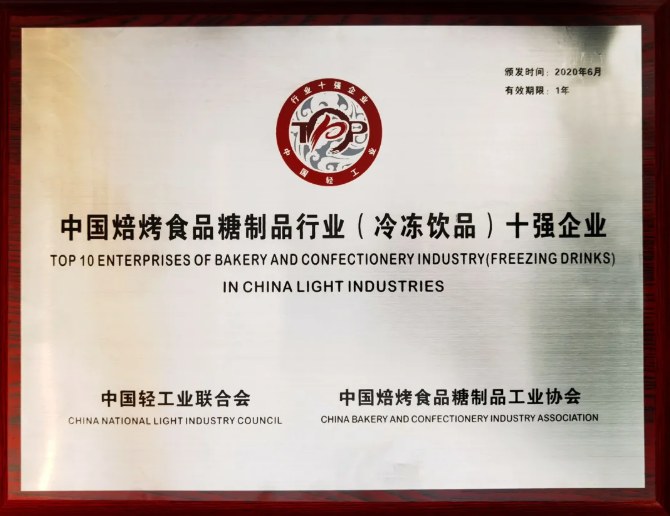 颁发时间：2020年6月
有效期限：1年
行业十强企业
TOP
中国轻工业
中国焙烤食品糖制品行业（冷冻饮品）十强企业
TOP 10 ENTERPRISES OF BAKERY AND CONFECTIONERY INDUSTRY(FREEZING DRINKS)
IN CHINA LIGHT INDUSTRIES
中国轻工业联合会
CHINA NATIONAL LIGHT INDUSTRY COUNCIL
中国焙烤食品糖制品工业协会
CHINA BAKERY AND CONFECTIONERY INDUSTRY ASSOCIATION